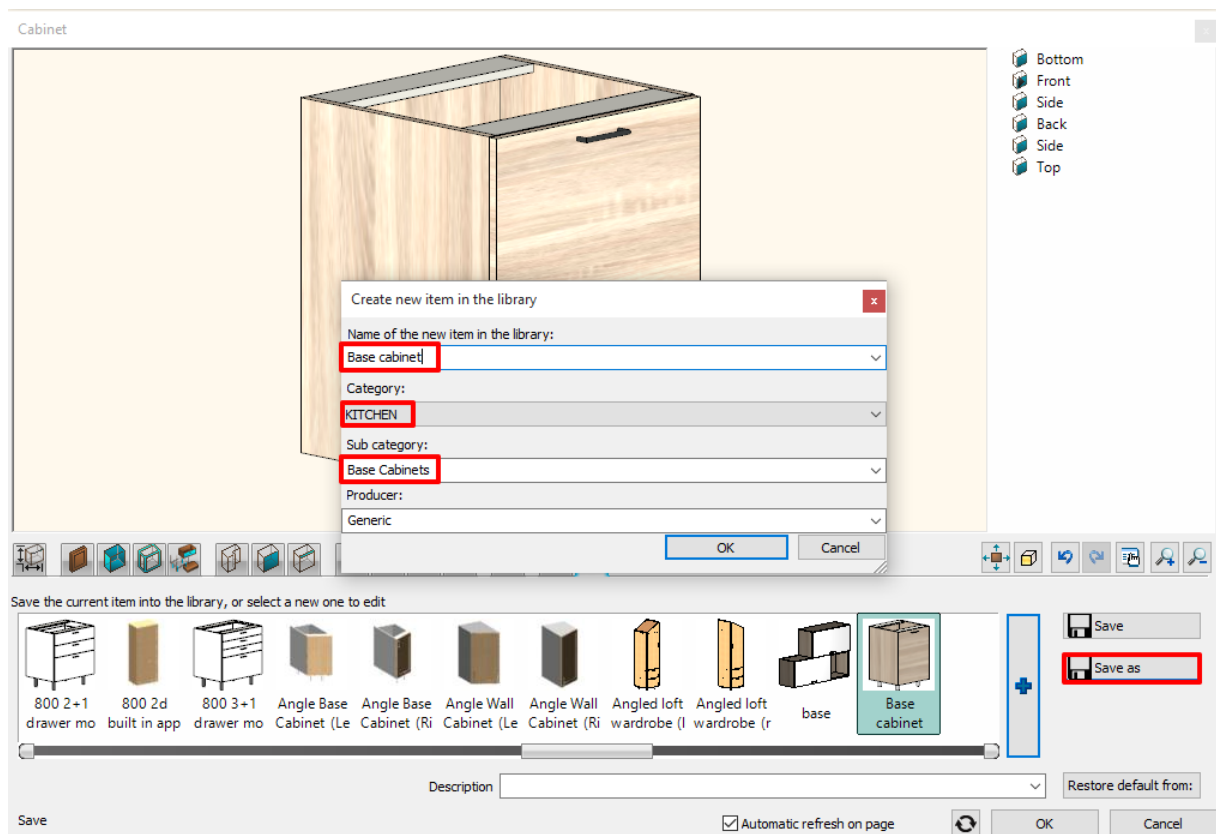 Cabinet
x
Bottom
Front
Side
Back
Side
Top
Create new item in the library
x
Name of the new item in the library:
Base cabinet
Category:
KITCHEN
Sub category:
Base Cabinets
Producer:
Generic
OK
Cancel
Save the current item into the library, or select a new one to edit
800 2+1
drawer mo
800 2d
built in app
800 3+1
drawer mo
Angle Base
Cabinet (Le
Angle Base
Cabinet (Ri
Angle Wall
Cabinet (Le
Angle Wall
Cabinet (Ri
Angled loft
wardrobe (l
Angled loft
wardrobe (r
base
Base
cabinet
Save
Save as
Description
Restore default from:
Save
Automatic refresh on page
OK
Cancel